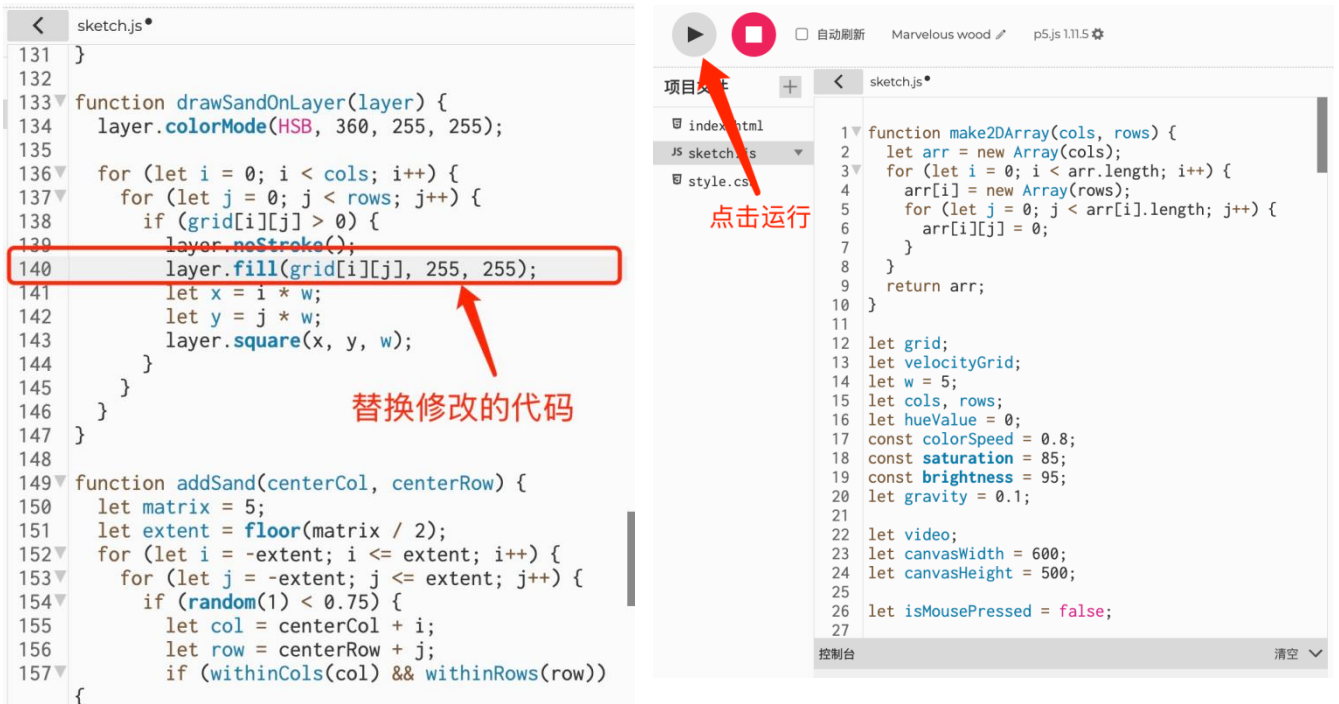 sketch.js
131 }
132
133 function drawSandOnLayer(layer) {
134 layer.colorMode(HSB, 360, 255, 255);
135
136 for (let i = 0; i < cols; i++) {
137 for (let j = 0; j < rows; j++) {
138 if (grid[i][j] > 0) {
139 layer.noStroke();
140 layer.fill(grid[i][j], 255, 255);
141 let x = i * w;
142 let y = j * w;
143 layer.square(x, y, w);
144 }
145 }
146 }
147 }
148
149 function addSand(centerCol, centerRow) {
150 let matrix = 5;
151 let extent = floor(matrix / 2);
152 for (let i = -extent; i <= extent; i++) {
153 for (let j = -extent; j <= extent; j++) {
154 if (random(1) < 0.75) {
155 let col = centerCol + i;
156 let row = centerRow + j;
157 if (withinCols(col) && withinRows(row))
{
替换修改的代码
自动刷新 Marvelous wood p5.js 1.11.5
项目文件 +
index.html
JS sketch.js
style.css
点击运行
sketch.js
1 function make2DArray(cols, rows) {
2 let arr = new Array(cols);
3 for (let i = 0; i < arr.length; i++) {
4 arr[i] = new Array(rows);
5 for (let j = 0; j < arr[i].length; j++) {
6 arr[i][j] = 0;
7 }
8 }
9 return arr;
10 }
11
12 let grid;
13 let velocityGrid;
14 let w = 5;
15 let cols, rows;
16 let hueValue = 0;
17 const colorSpeed = 0.8;
18 const saturation = 85;
19 const brightness = 95;
20 let gravity = 0.1;
21
22 let video;
23 let canvasWidth = 600;
24 let canvasHeight = 500;
25
26 let isMousePressed = false;
27
控制台 清空